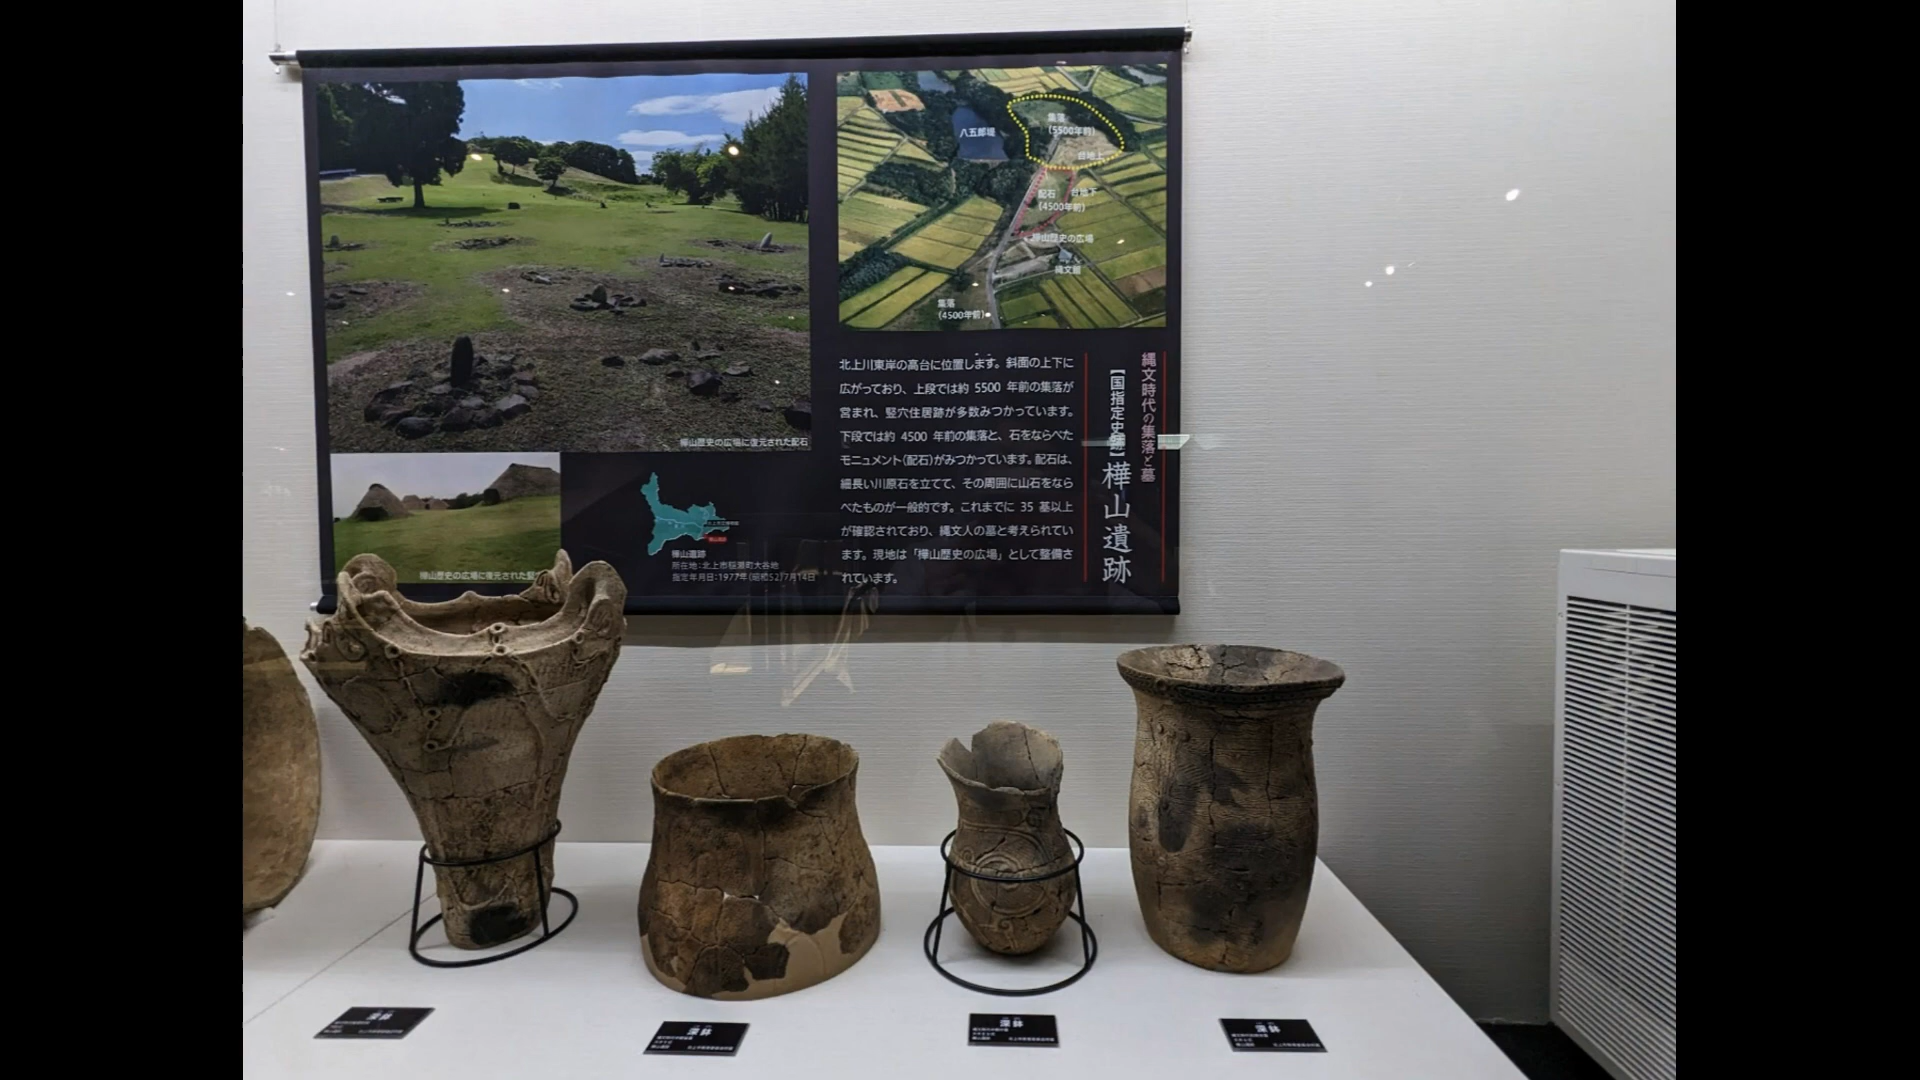 縄文時代の集落と墓
【国指定史跡】樺山遺跡
北上川東岸の高台に位置します。斜面の上下に
広がっており、上段では約 5500 年前の集落が
営まれ、竪穴住居跡が多数みつかっています。
下段では約 4500 年前の集落と、石をならべた
モニュメント(配石)がみつかっています。配石は、
細長い川原石を立てて、その周囲に山石をなら
べたものが一般的です。これまでに 35 基以上
が確認されており、縄文人の墓と考えられてい
ます。現地は「樺山歴史の広場」として整備さ
れています。
八五郎堤
集落
(5500年前)
台地上
配石
台地下
(4500年前)
樺山歴史の広場
縄文館
集落
(4500年前)
樺山歴史の広場に復元された配石
樺山歴史の広場に復元された竪
樺山遺跡
所在地:北上市稲瀬町大谷地
指定年月日:1977年(昭和52)7月14日
深鉢
深鉢
深鉢
深鉢